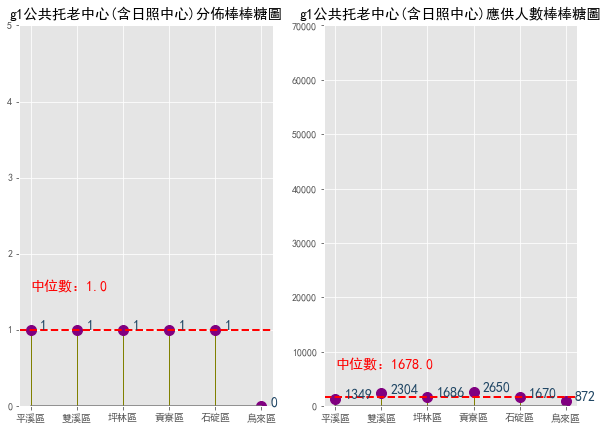 g1公共托老中心(含日照中心)分佈棒棒糖圖
5
4
3
2
1
0
中位數：1.0
1
1
1
1
1
0
平溪區
雙溪區
坪林區
貢寮區
石碇區
烏來區
g1公共托老中心(含日照中心)應供人數棒棒糖圖
70000
60000
50000
40000
30000
20000
10000
0
中位數：1678.0
1349
2304
1686
2650
1670
872
平溪區
雙溪區
坪林區
貢寮區
石碇區
烏來區